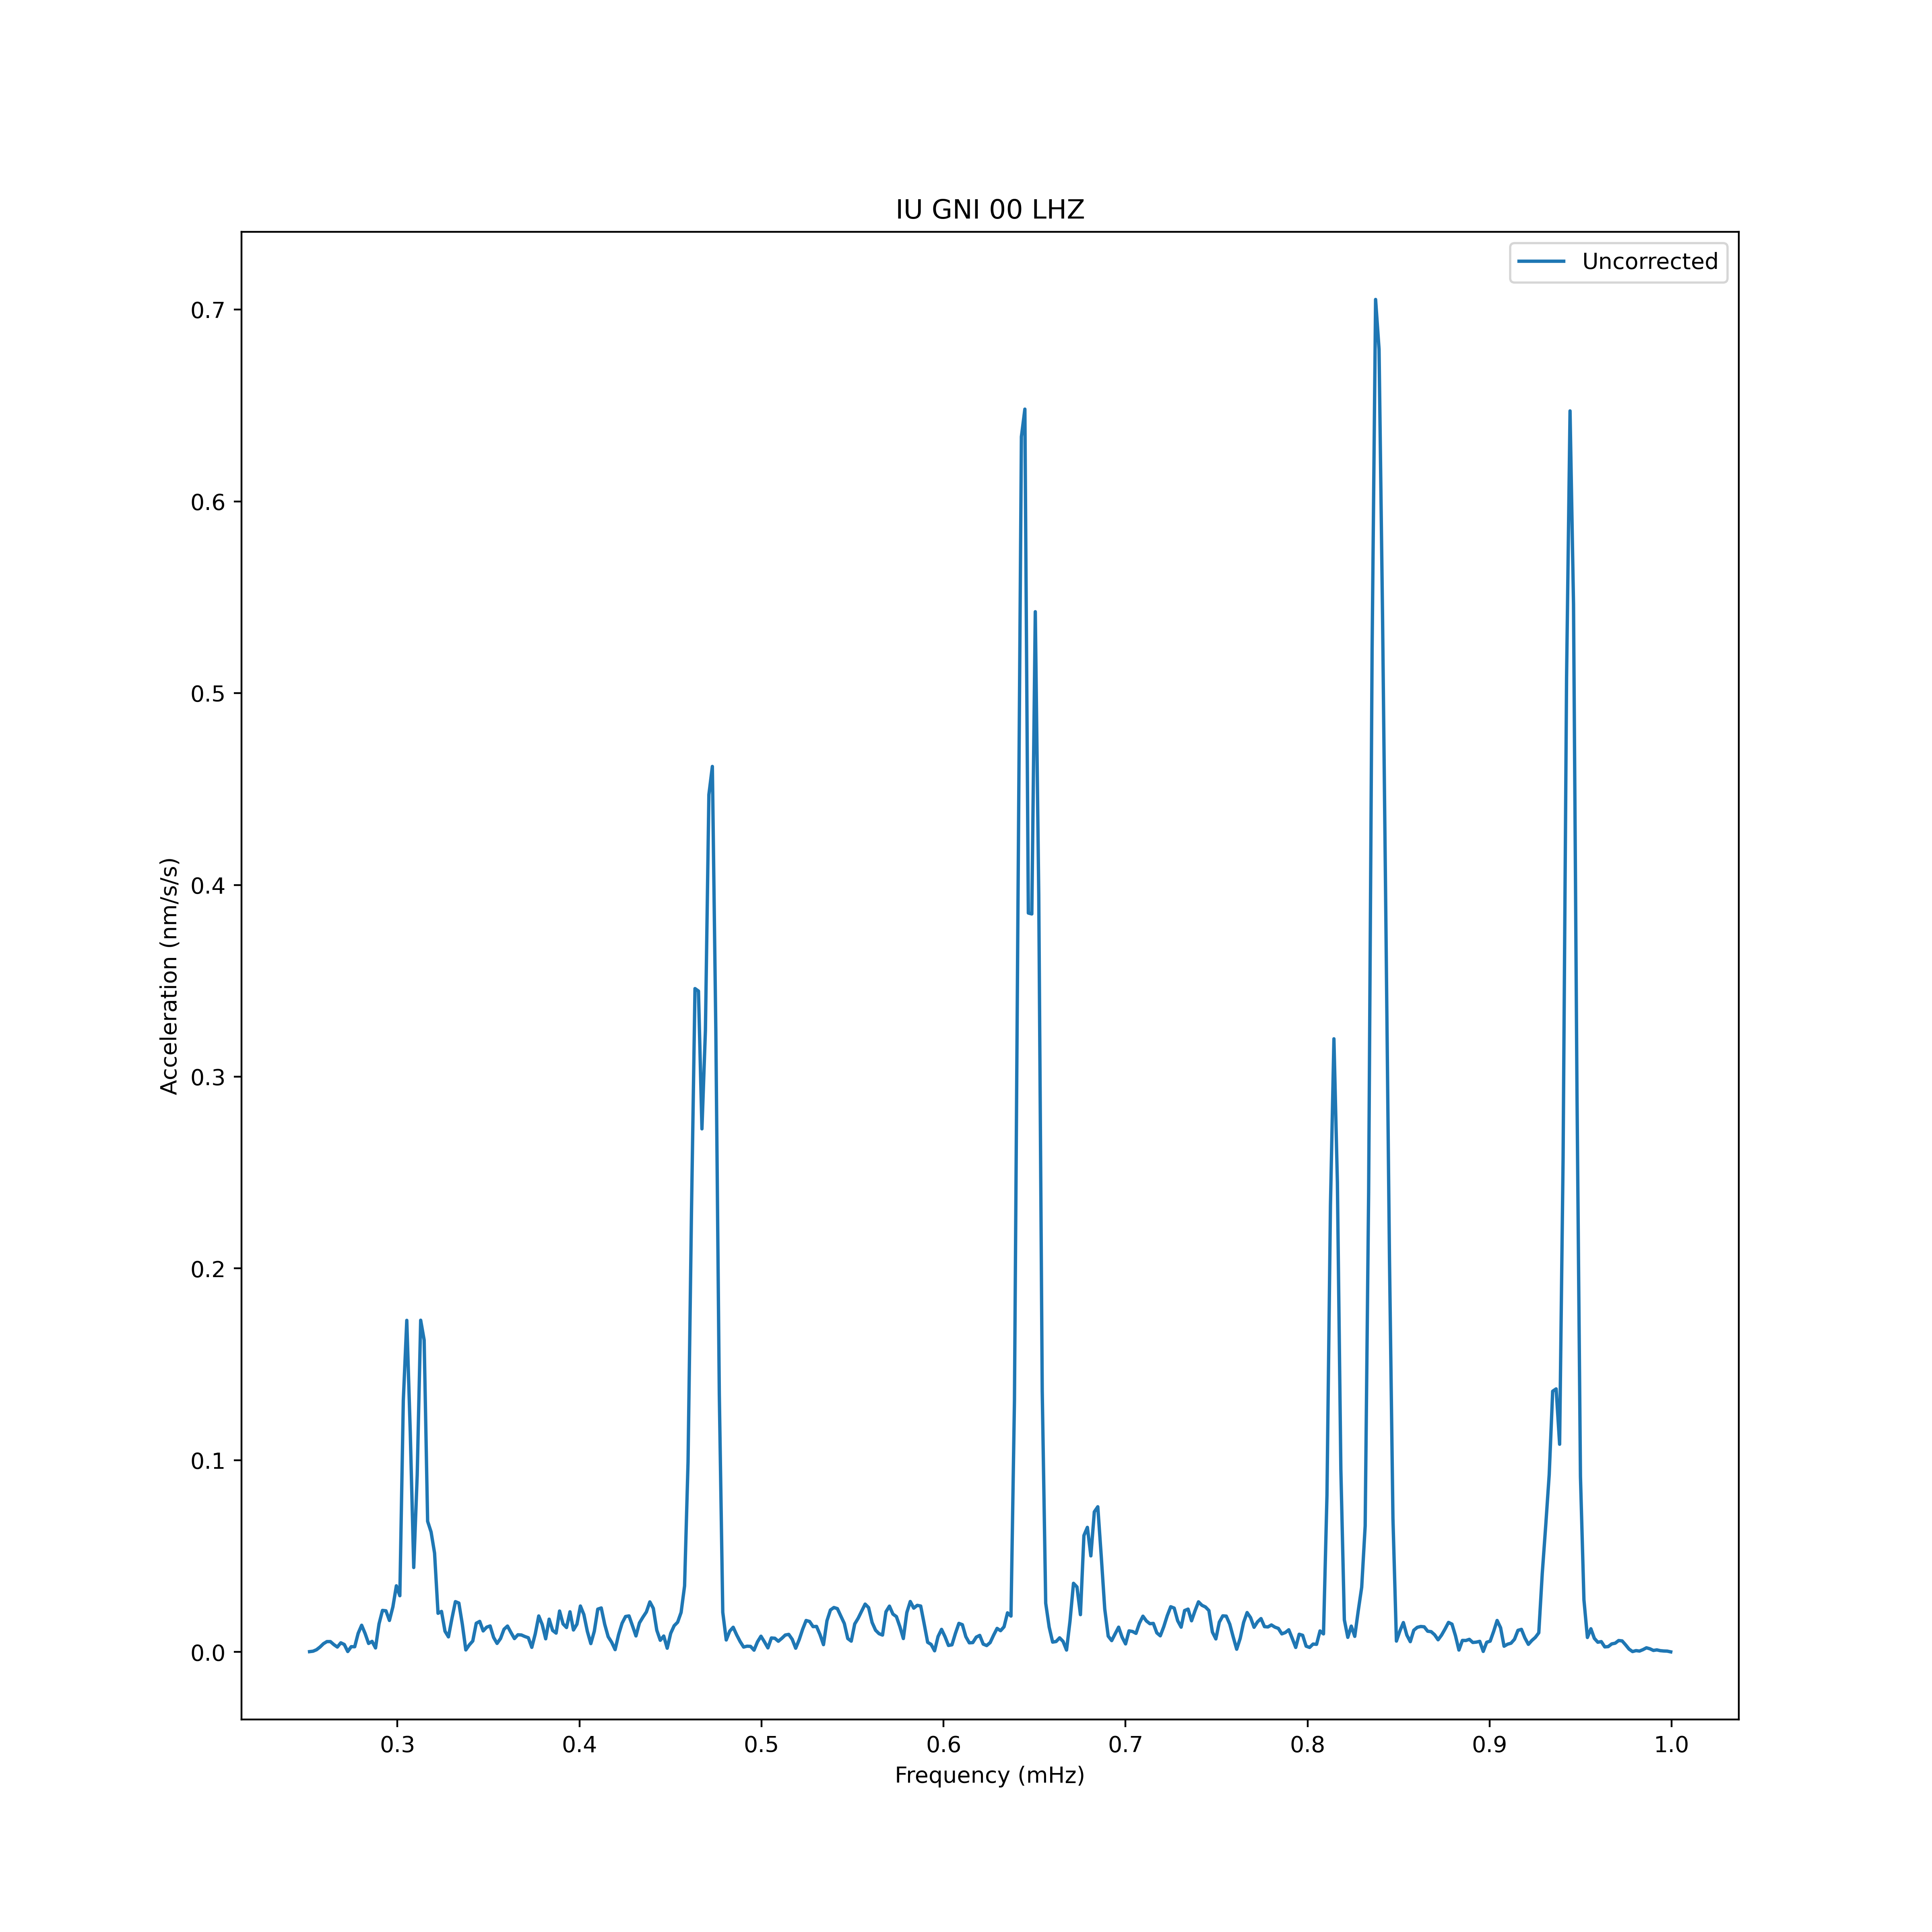 IU GNI 00 LHZ
Uncorrected
0.7
0.6
0.5
0.4
0.3
0.2
0.1
0.0
Acceleration (nm/s/s)
0.3 0.4 0.5 0.6 0.7 0.8 0.9 1.0
Frequency (mHz)